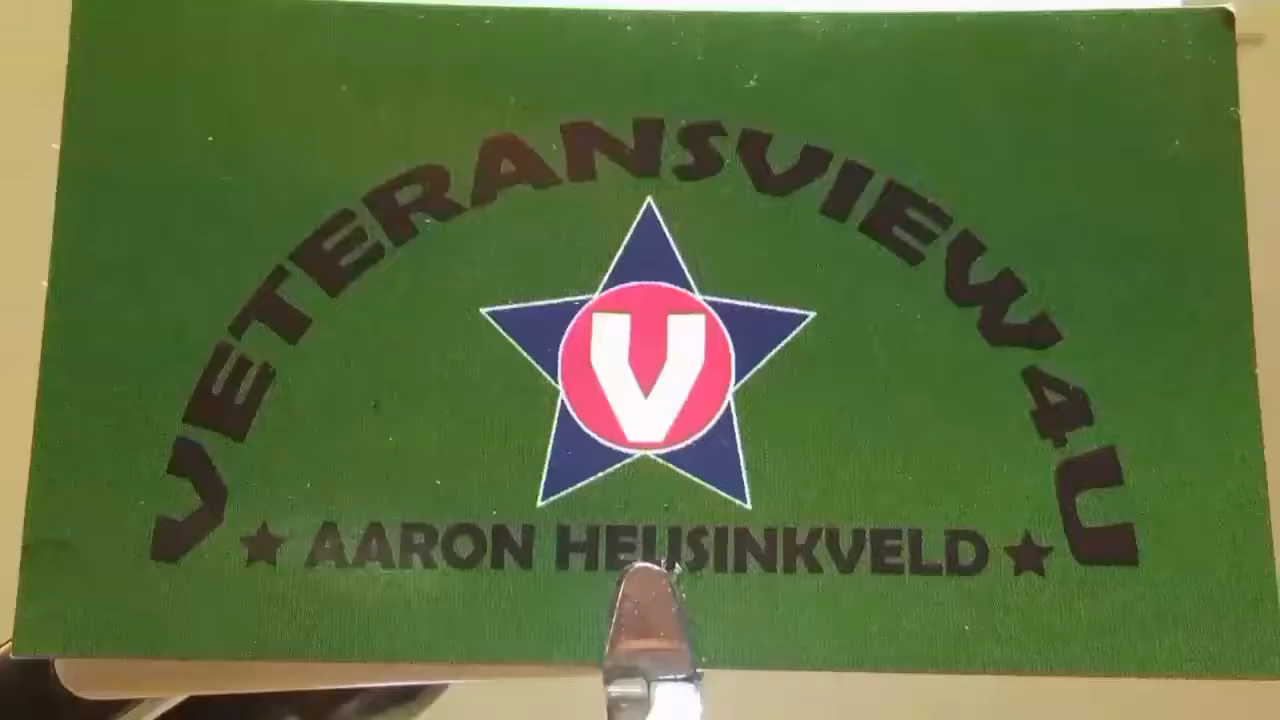 VETERANSVIEW4U
V
★ AARON HEUSINKVELD ★